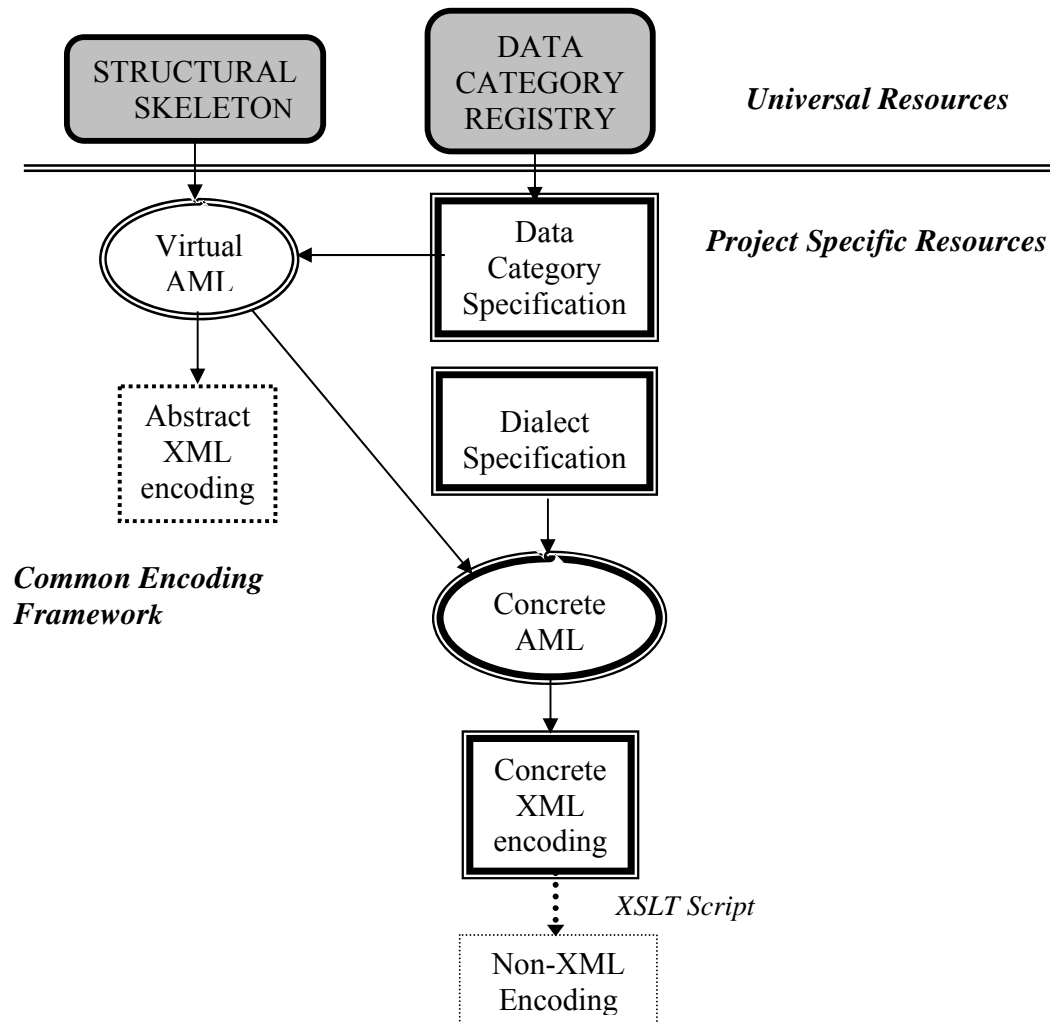 STRUCTURAL
SKELETON
DATA
CATEGORY
REGISTRY
Universal Resources
Virtual
AML
Data
Category
Specification
Project Specific Resources
Abstract
XML
encoding
Dialect
Specification
Common Encoding
Framework
Concrete
AML
Concrete
XML
encoding
XSLT Script
Non-XML
Encoding